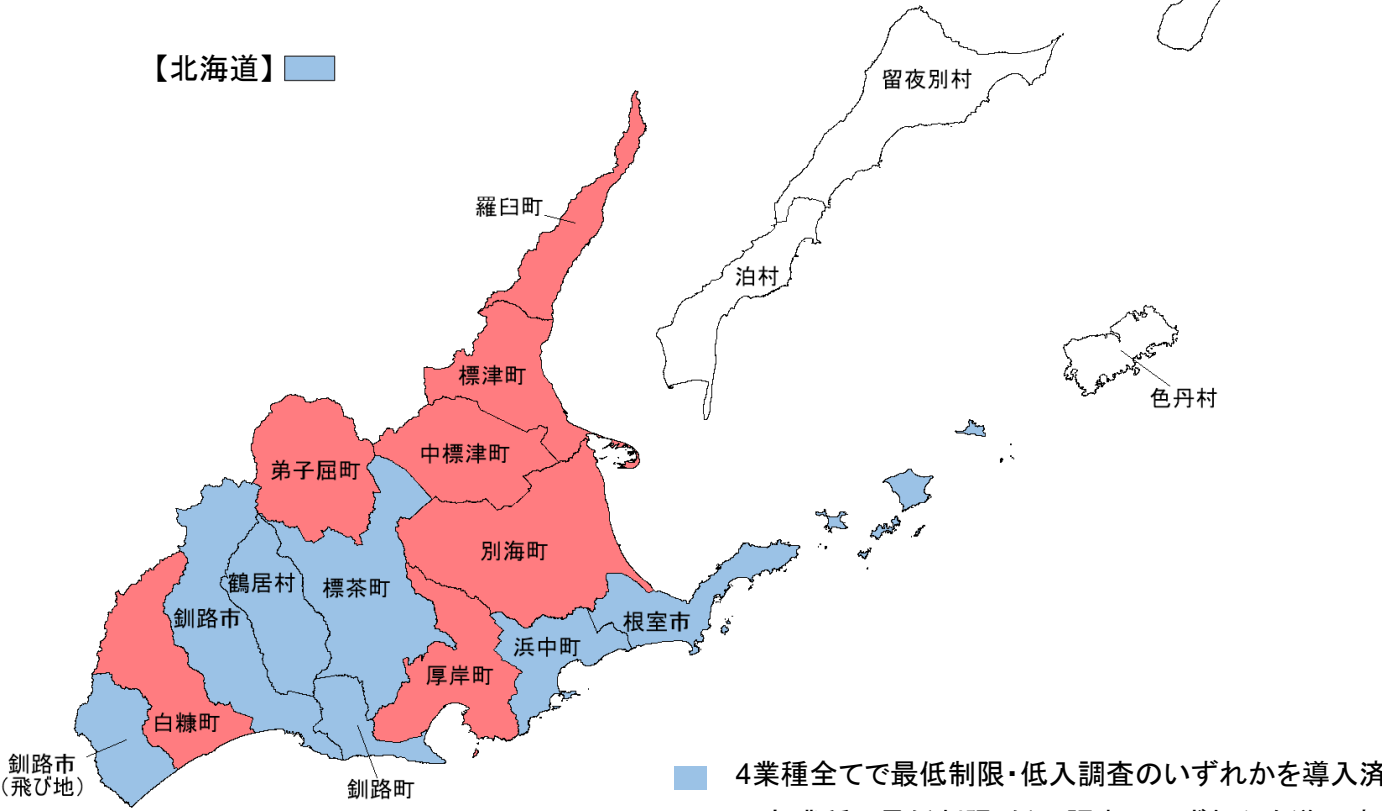 【北海道】
留夜別村
羅臼町
泊村
標津町
色丹村
中標津町
弟子屈町
別海町
鶴居村
標茶町
釧路市
根室市
浜中町
厚岸町
白糠町
釧路市
（飛び地）
釧路町
4業種全てで最低制限・低入調査のいずれかを導入済